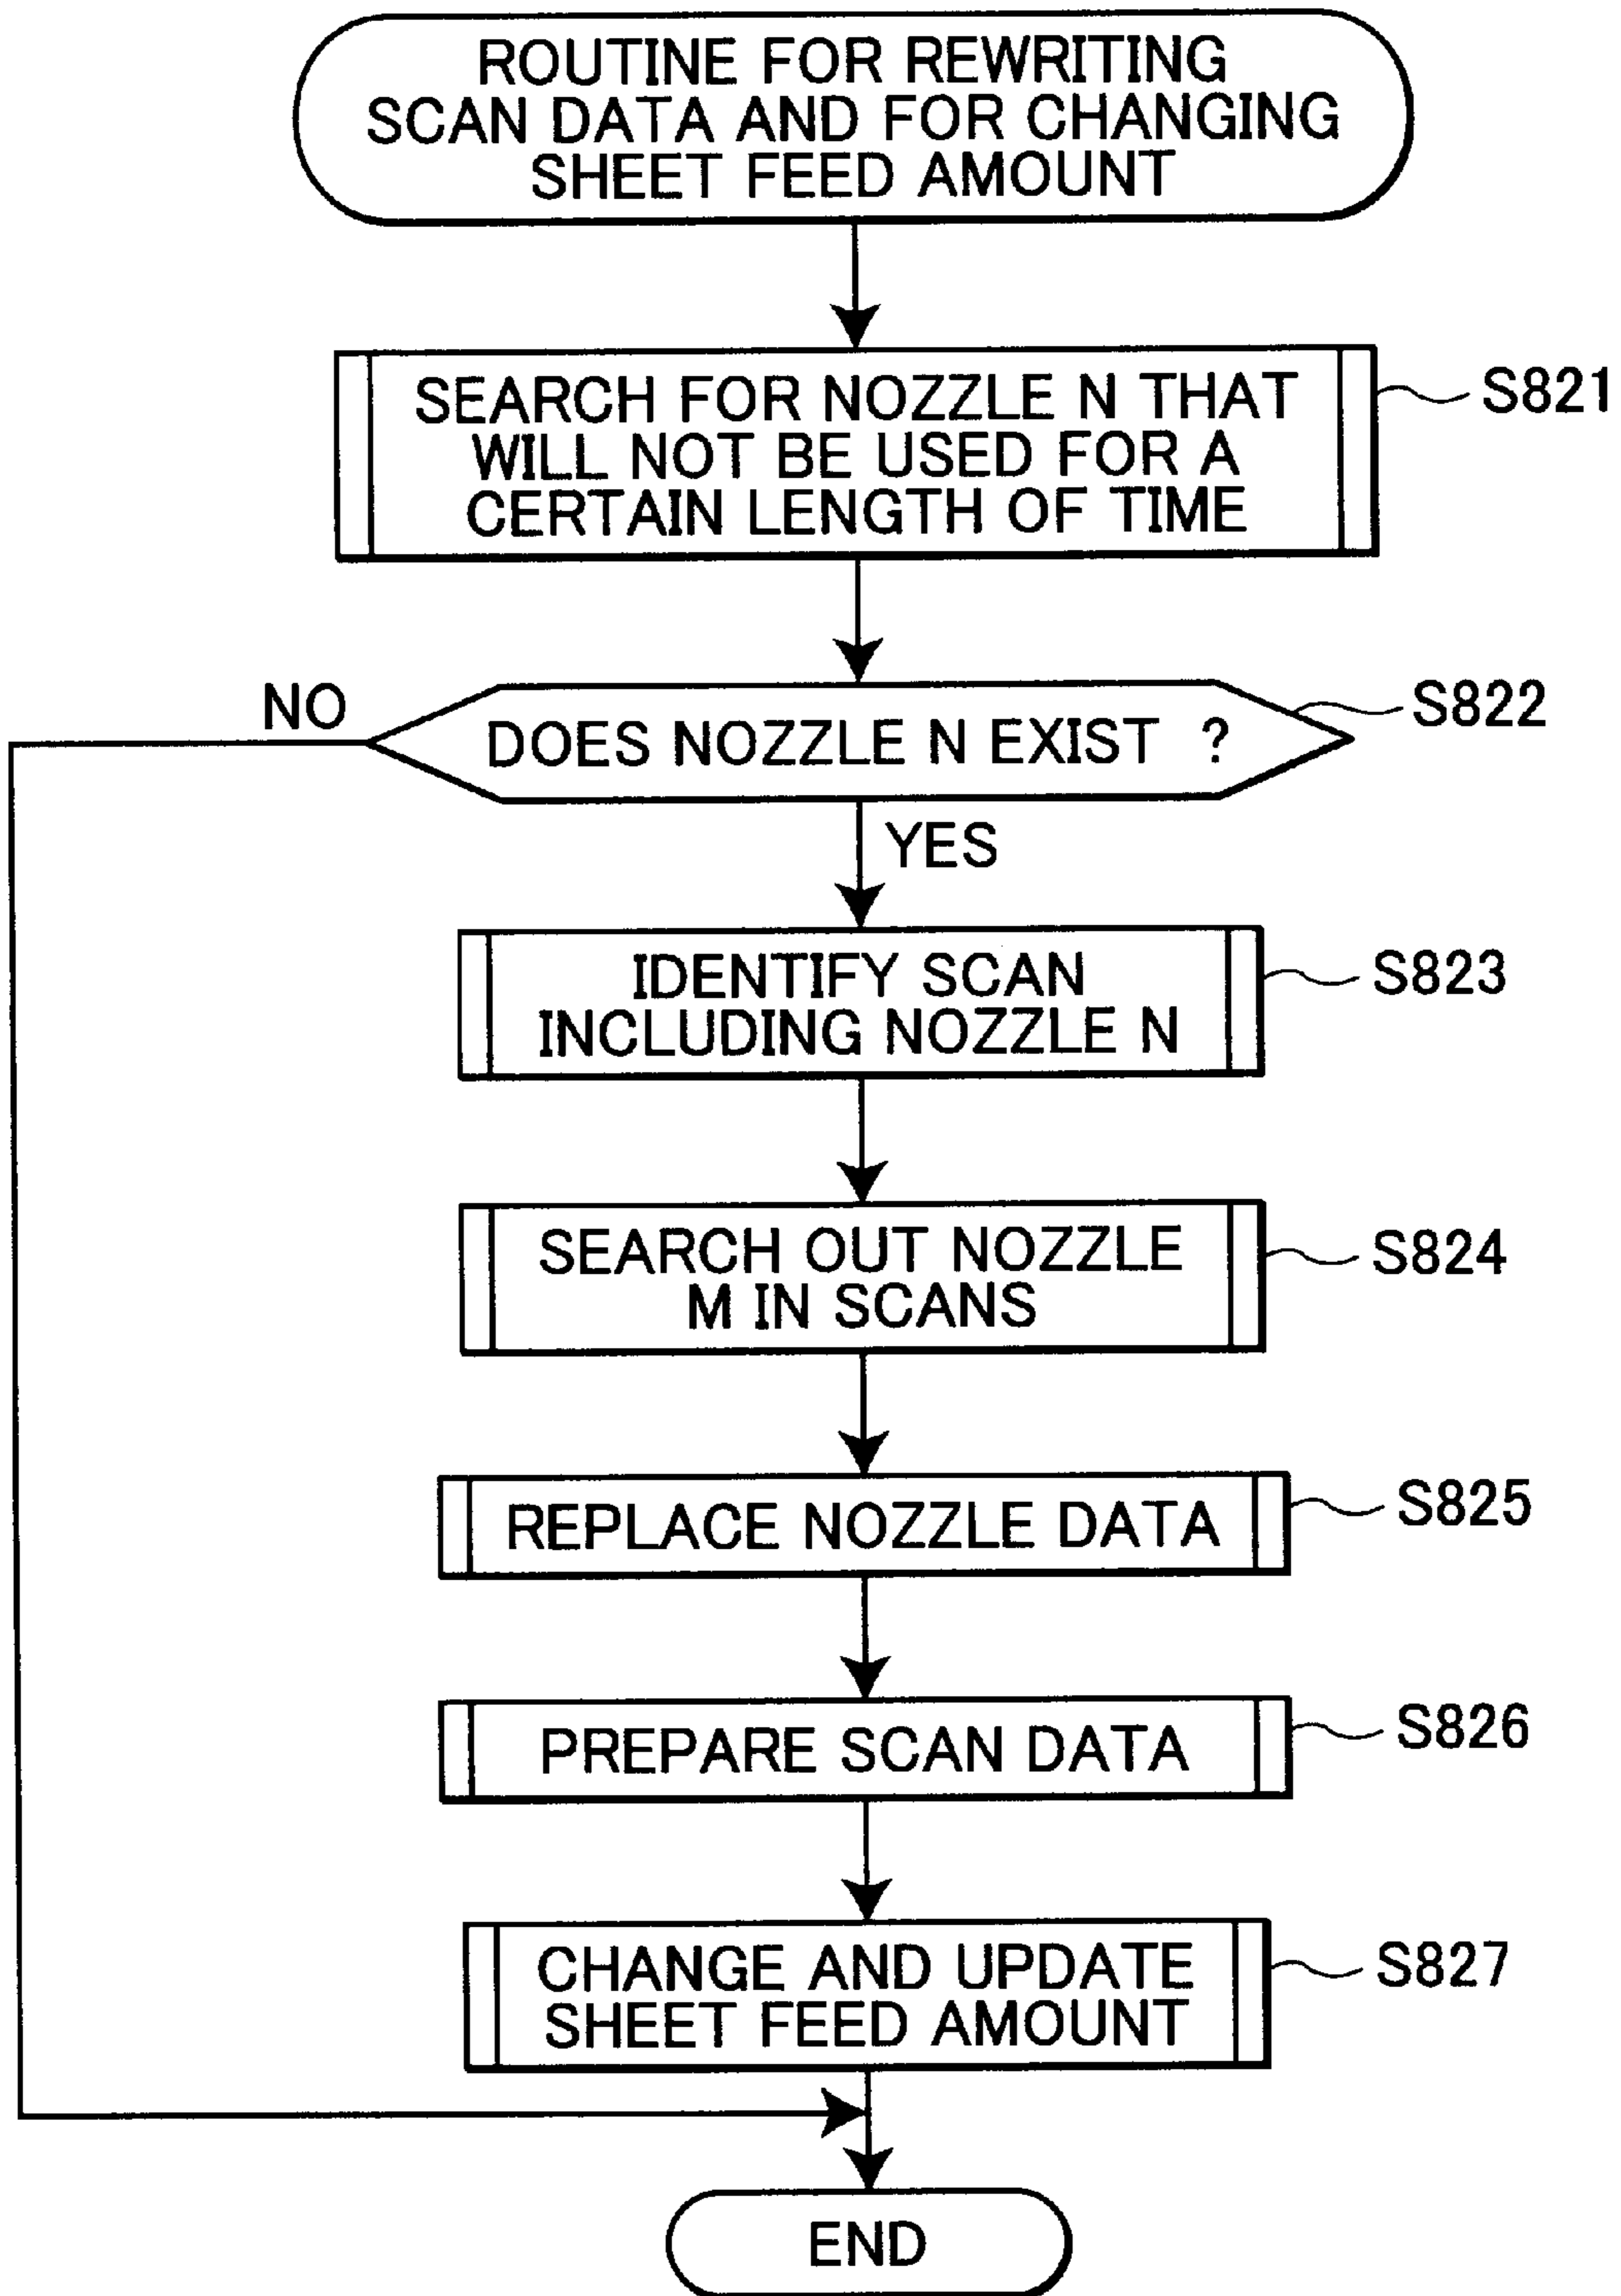 ROUTINE FOR REWRITING
SCAN DATA AND FOR CHANGING
SHEET FEED AMOUNT
SEARCH FOR NOZZLE N THAT
WILL NOT BE USED FOR A
CERTAIN LENGTH OF TIME
S821
NO
DOES NOZZLE N EXIST ?
S822
YES
IDENTIFY SCAN
INCLUDING NOZZLE N
S823
SEARCH OUT NOZZLE
M IN SCANS
S824
REPLACE NOZZLE DATA
S825
PREPARE SCAN DATA
S826
CHANGE AND UPDATE
SHEET FEED AMOUNT
S827
END